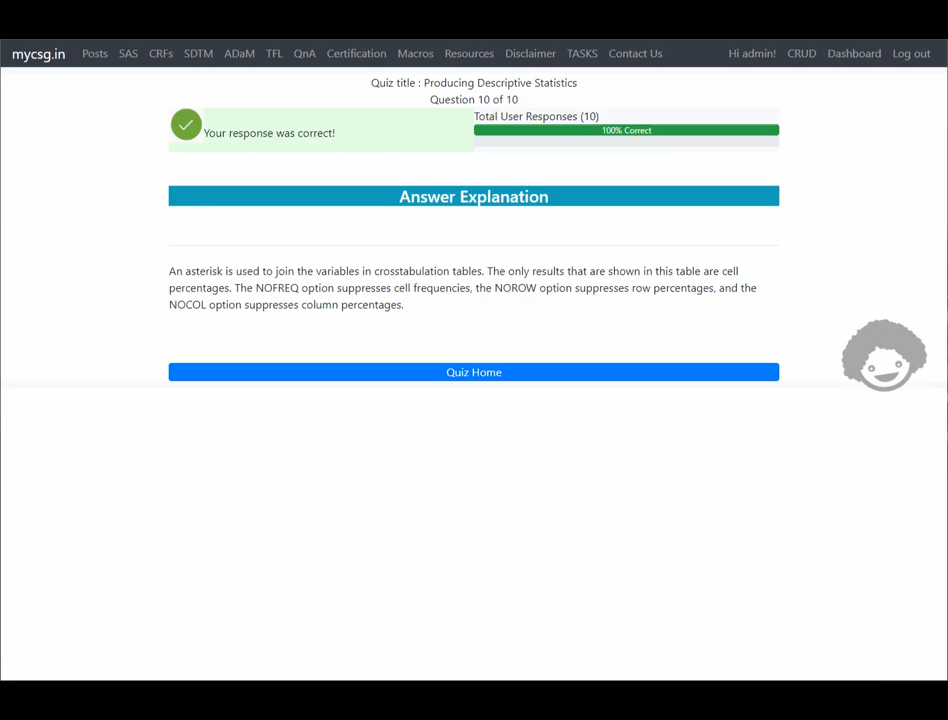 mycsg.in Posts SAS CRFs SDTM ADaM TFL QnA Certification Macros Resources Disclaimer TASKS Contact Us Hi admin! CRUD Dashboard Log out
Quiz title : Producing Descriptive Statistics
Question 10 of 10
Your response was correct!
Total User Responses (10)
100% Correct
Answer Explanation
An asterisk is used to join the variables in crosstabulation tables. The only results that are shown in this table are cell
percentages. The NOFREQ option suppresses cell frequencies, the NOROW option suppresses row percentages, and the
NOCOL option suppresses column percentages.
Quiz Home